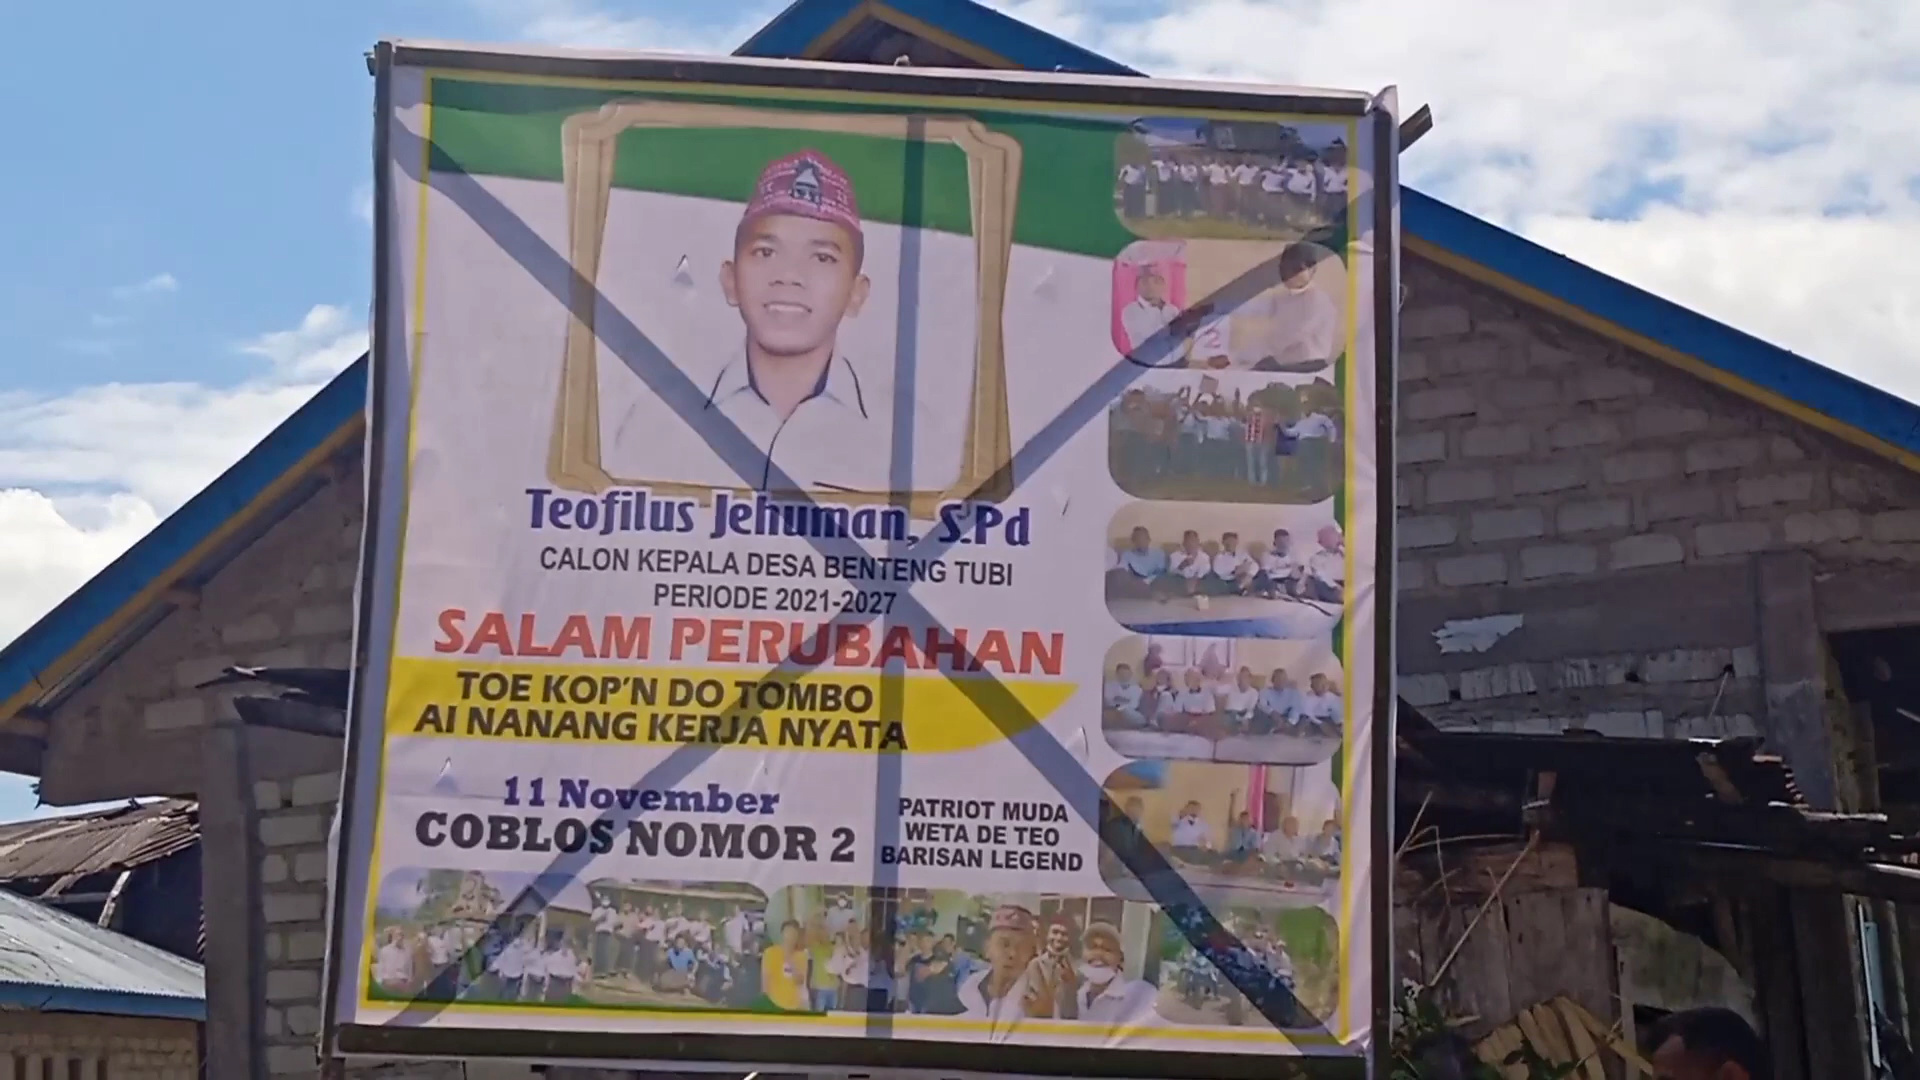 Teofilus Jehuman, S.Pd
CALON KEPALA DESA BENTENG TUBI
PERIODE 2021-2027
SALAM PERUBAHAN
TOE KOP'N DO TOMBO
AI NANANG KERJA NYATA
11 November
COBLOS NOMOR 2
PATRIOT MUDA
WETA DE TEO
BARISAN LEGEND